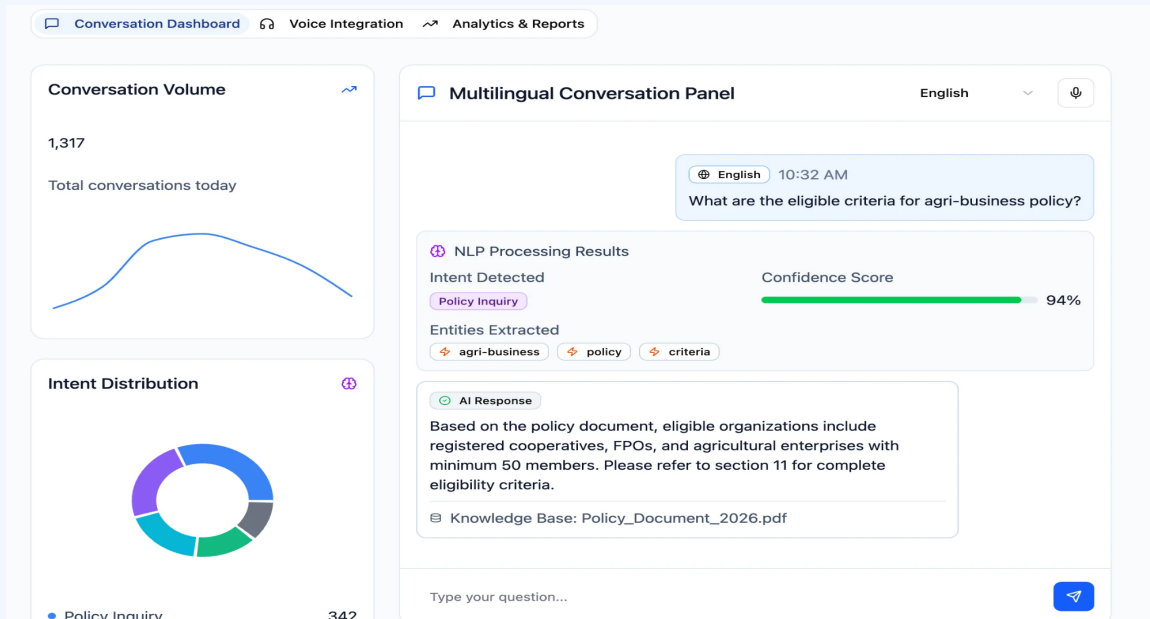 Conversation Dashboard Voice Integration Analytics & Reports
Conversation Volume
1,317
Total conversations today
Intent Distribution
Policy Inquiry 342
Multilingual Conversation Panel English
English 10:32 AM
What are the eligible criteria for agri-business policy?
NLP Processing Results
Intent Detected
Policy Inquiry
Confidence Score
94%
Entities Extracted
agri-business policy criteria
AI Response
Based on the policy document, eligible organizations include
registered cooperatives, FPOs, and agricultural enterprises with
minimum 50 members. Please refer to section 11 for complete
eligibility criteria.
Knowledge Base: Policy_Document_2026.pdf
Type your question...